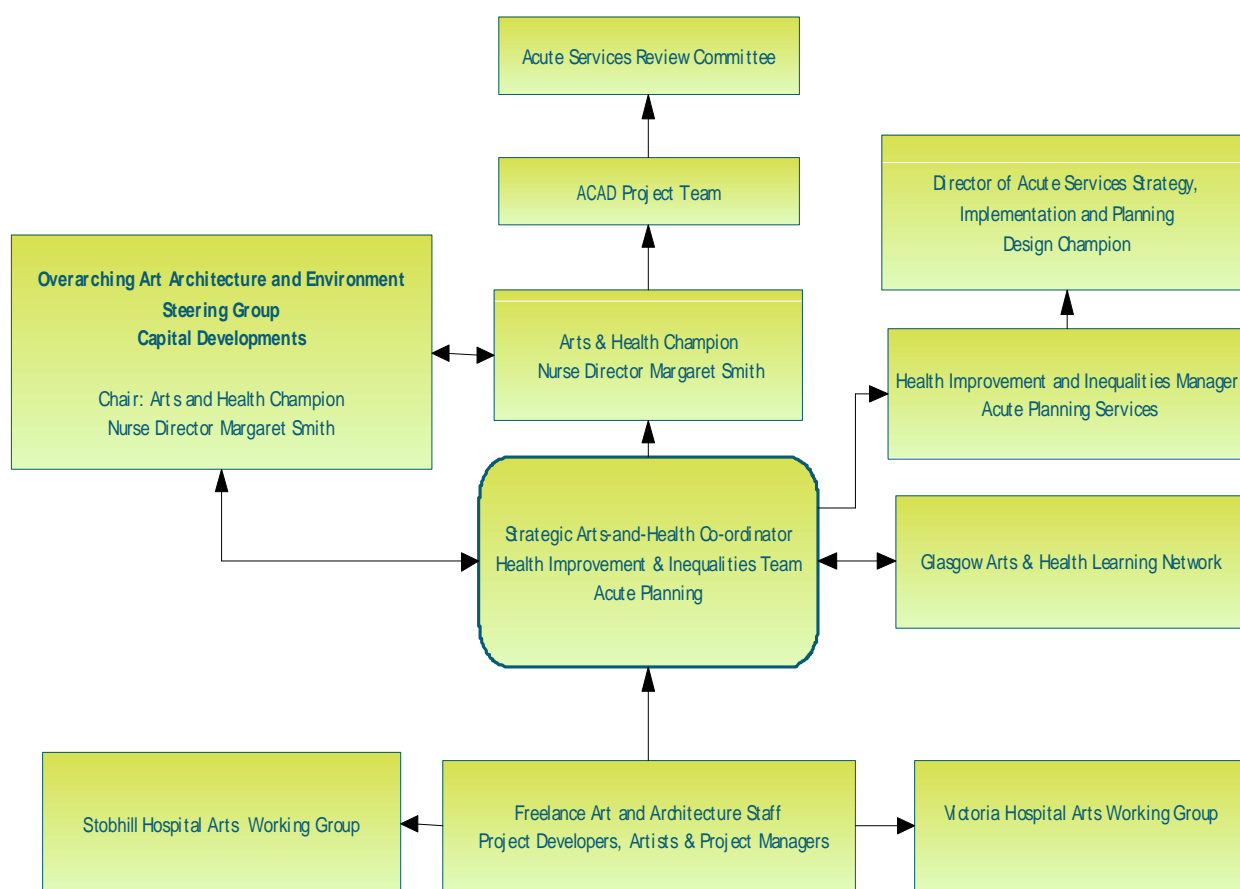 Acute Services Review Committee
ACAD Project Team
Director of Acute Services Strategy,
Implementation and Planning
Design Champion
Overarching Art Architecture and Environment
Steering Group
Capital Developments
Chair: Arts and Health Champion
Nurse Director Margaret Smith
Arts & Health Champion
Nurse Director Margaret Smith
Health Improvement and Inequalities Manager
Acute Planning Services
Strategic Arts-and-Health Co-ordinator
Health Improvement & Inequalities Team
Acute Planning
Glasgow Arts & Health Learning Network
Stobhill Hospital Arts Working Group
Freelance Art and Architecture Staff
Project Developers, Artists & Project Managers
Victoria Hospital Arts Working Group